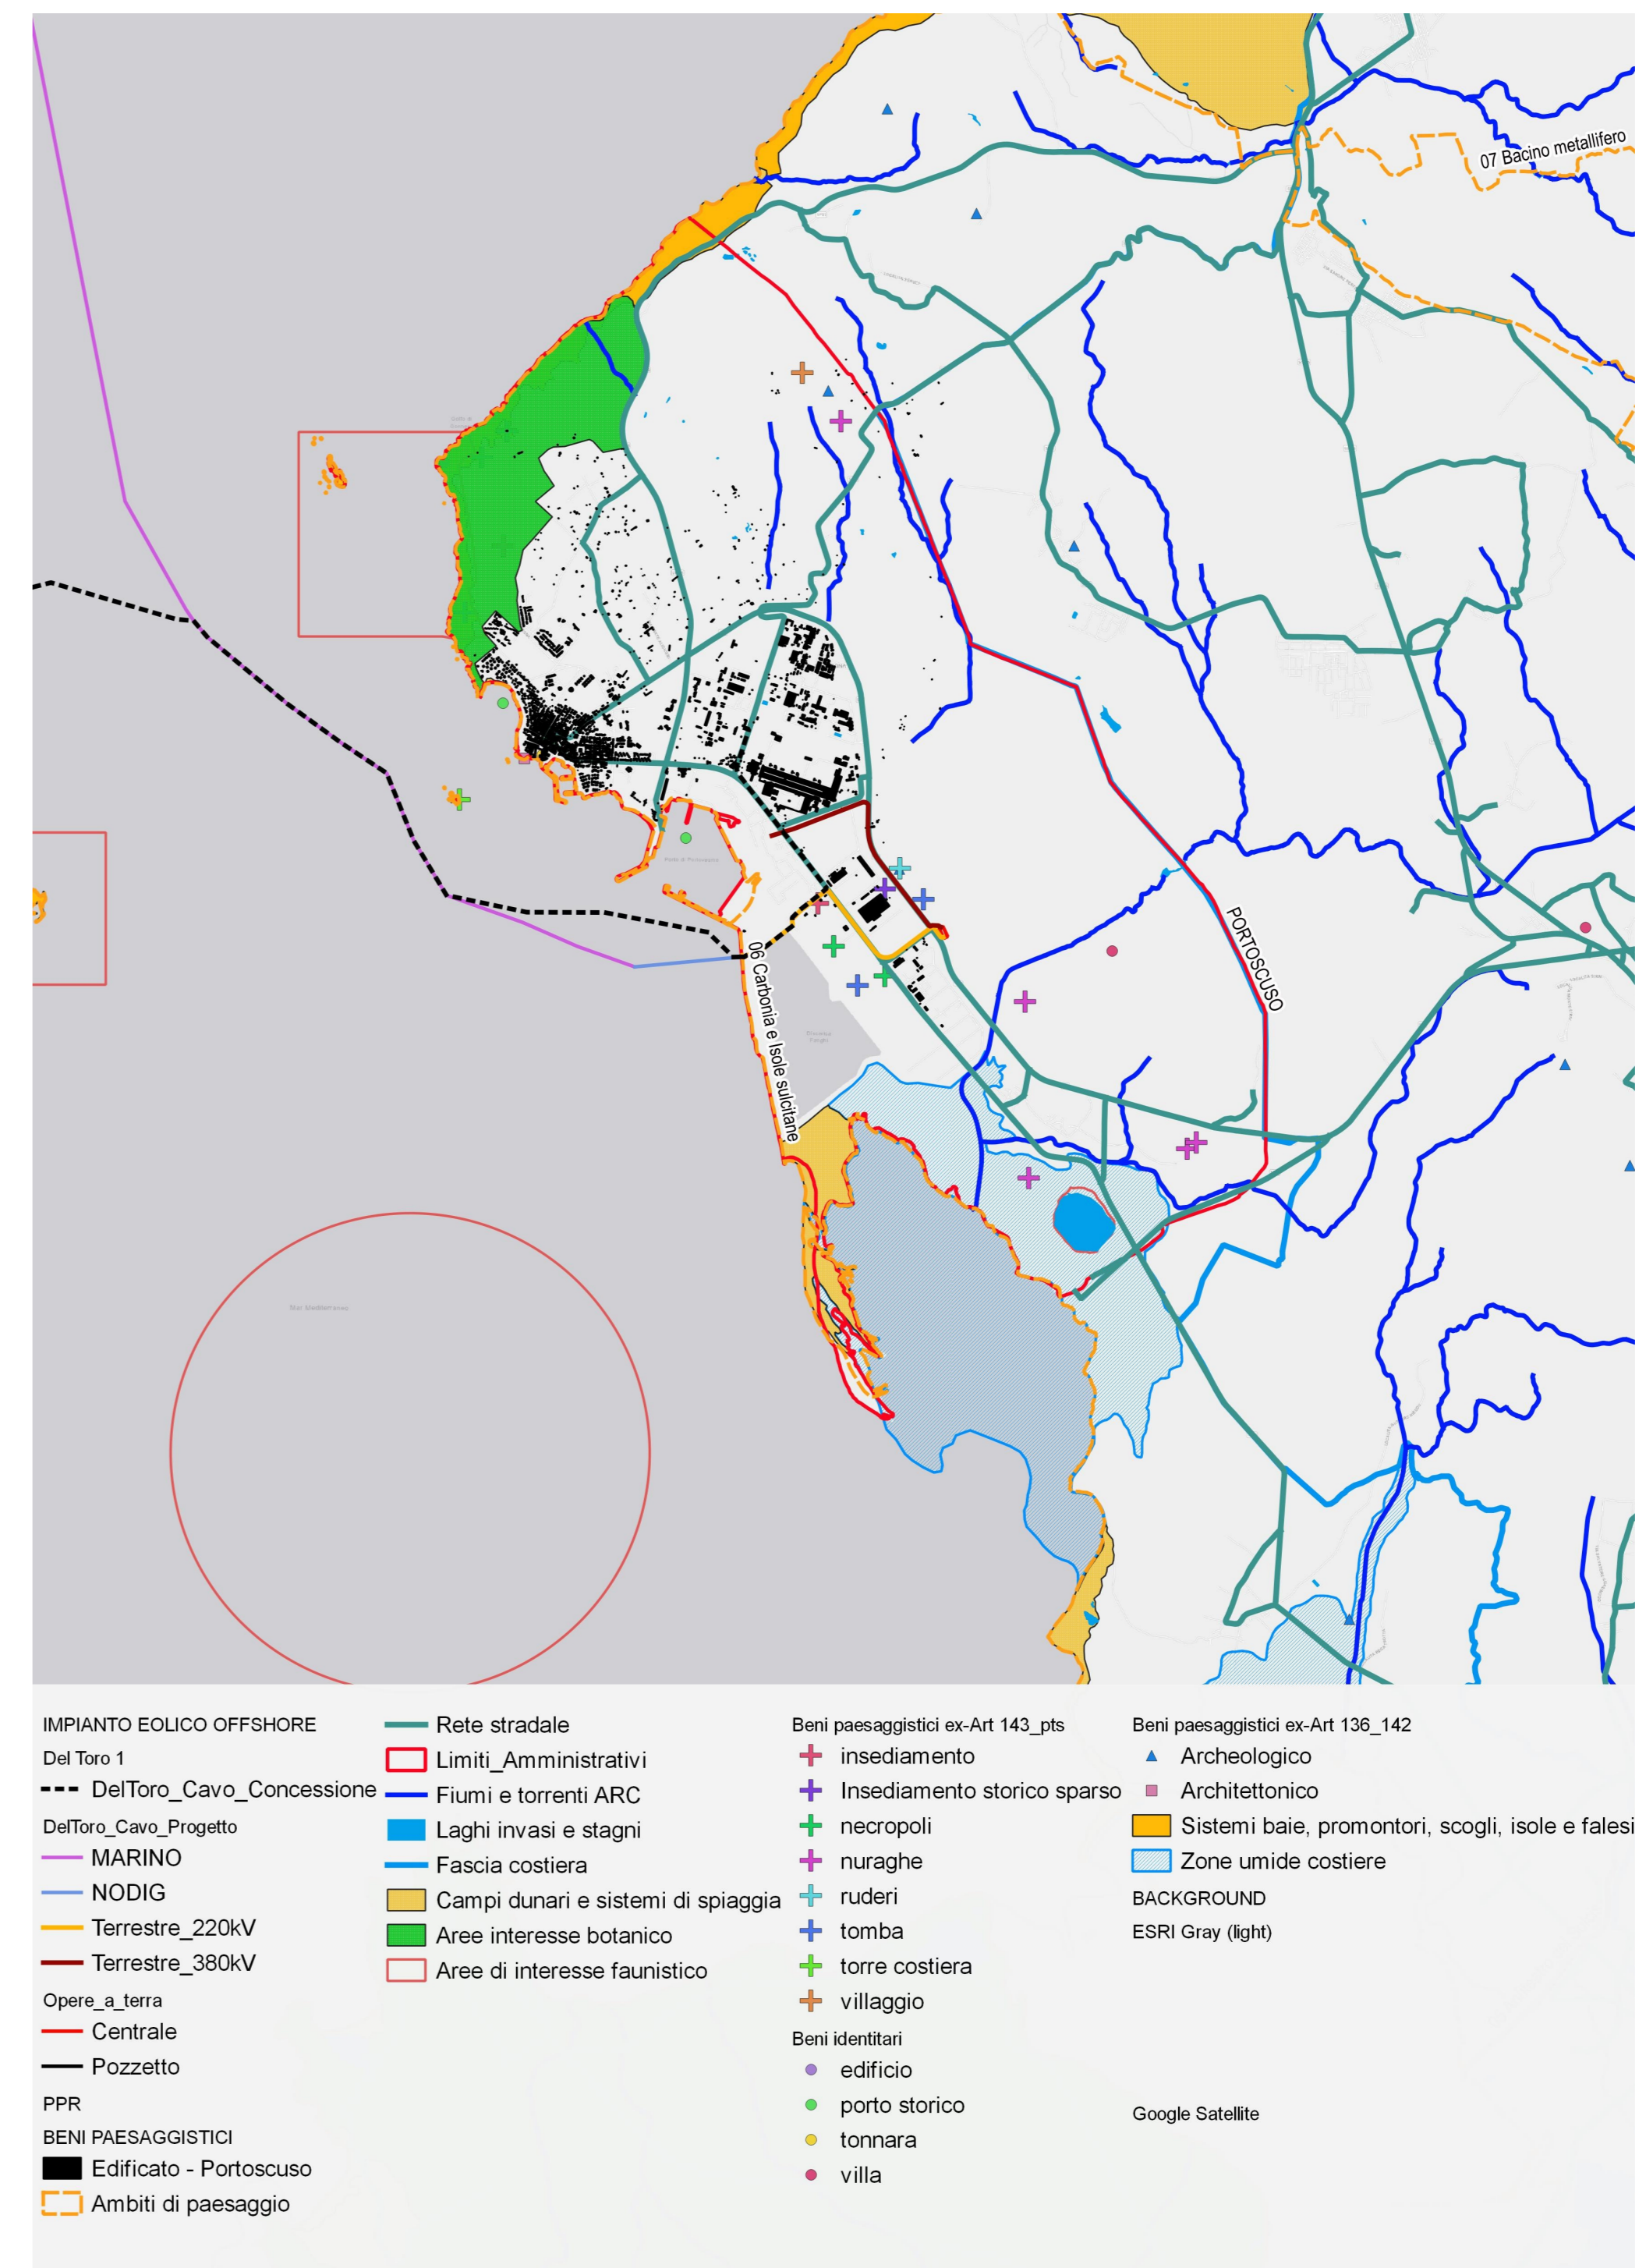 07 Bacino metallifero
PORTOSCUSO
06 Carbonia e Isole sulcitane
Mar Mediterraneo
IMPIANTO EOLICO OFFSHORE
Del Toro 1
DelToro_Cavo_Concessione
DelToro_Cavo_Progetto
MARINO
NODIG
Terrestre_220kV
Terrestre_380kV
Opere_a_terra
Centrale
Pozzetto
PPR
BENI PAESAGGISTICI
Edificato - Portoscuso
Ambiti di paesaggio
Rete stradale
Limiti_Amministrativi
Fiumi e torrenti ARC
Laghi invasi e stagni
Fascia costiera
Campi dunari e sistemi di spiaggia
Aree interesse botanico
Aree di interesse faunistico
Beni paesaggistici ex-Art 143_pts
insediamento
Insediamento storico sparso
necropoli
nuraghe
ruderi
tomba
torre costiera
villaggio
Beni identitari
edificio
porto storico
tonnara
villa
Beni paesaggistici ex-Art 136_142
Archeologico
Architettonico
Sistemi baie, promontori, scogli, isole e falesi
Zone umide costiere
BACKGROUND
ESRI Gray (light)
Google Satellite